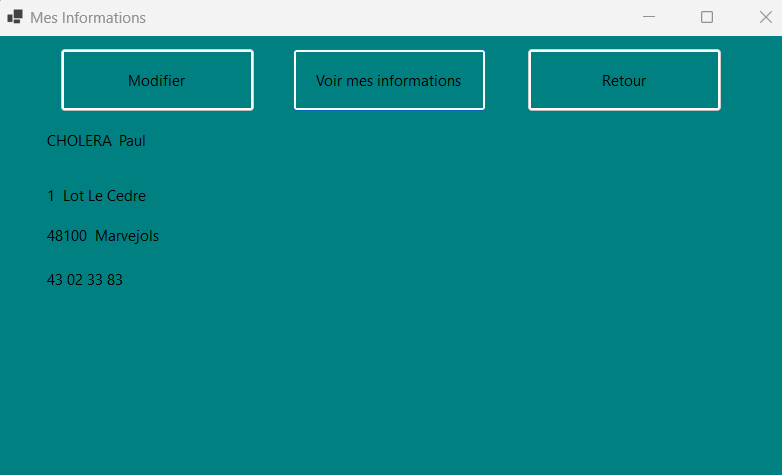 Mes Informations
Modifier Voir mes informations Retour
CHOLERA Paul
1 Lot Le Cedre
48100 Marvejols
43 02 33 83